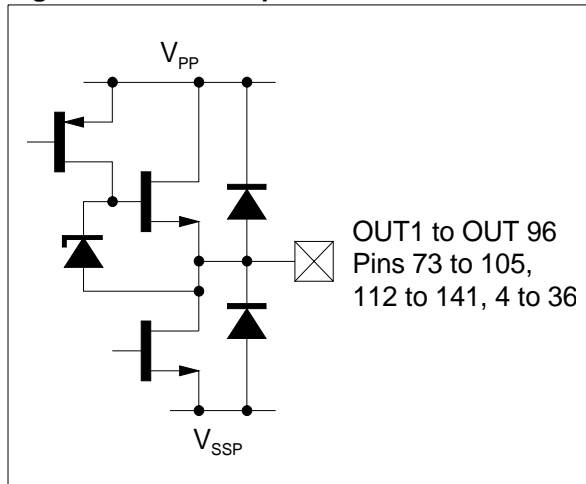 V_PP
OUT1 to OUT 96
Pins 73 to 105,
112 to 141, 4 to 36
V_SSP